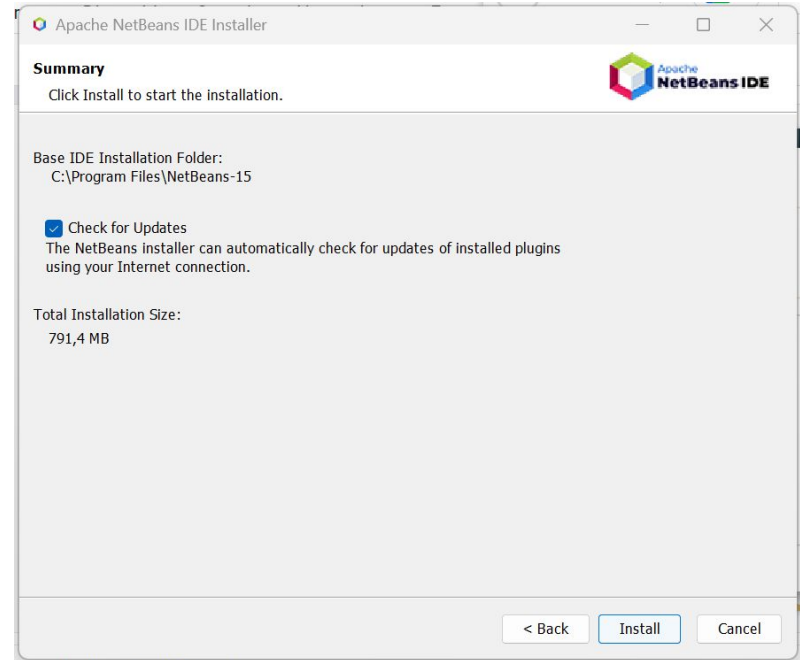 Apache NetBeans IDE Installer
Summary
Click Install to start the installation.
Apache
NetBeans IDE
Base IDE Installation Folder:
C:\Program Files\NetBeans-15
Check for Updates
The NetBeans installer can automatically check for updates of installed plugins
using your Internet connection.
Total Installation Size:
791,4 MB
< Back
Install
Cancel